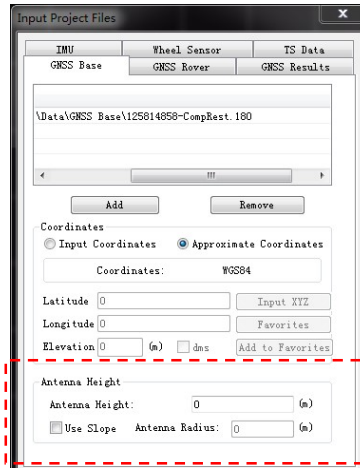 Input Project Files
x
IMU Wheel Sensor TS Data
GNSS Base GNSS Rover GNSS Results
\Data\GNSS Base\125814858-CompRest.180
Add Remove
Coordinates
Input Coordinates Approximate Coordinates
Coordinates: WGS84
Latitude 0 Input XYZ
Longitude 0 Favorites
Elevation 0 (m) dms Add to Favorites
Antenna Height
Antenna Height: 0 (m)
Use Slope Antenna Radius: 0 (m)